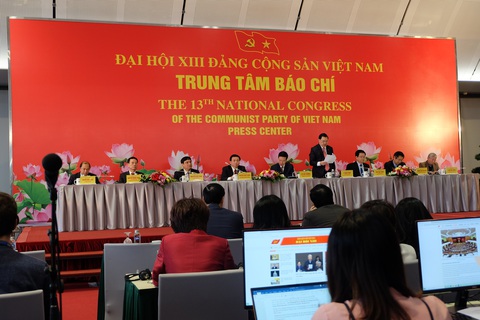 ĐẠI HỘI XIII ĐẢNG CỘNG SẢN VIỆT NAM
TRUNG TÂM BÁO CHÍ
THE 13TH NATIONAL CONGRESS
OF THE COMMUNIST PARTY OF VIET NAM
PRESS CENTER